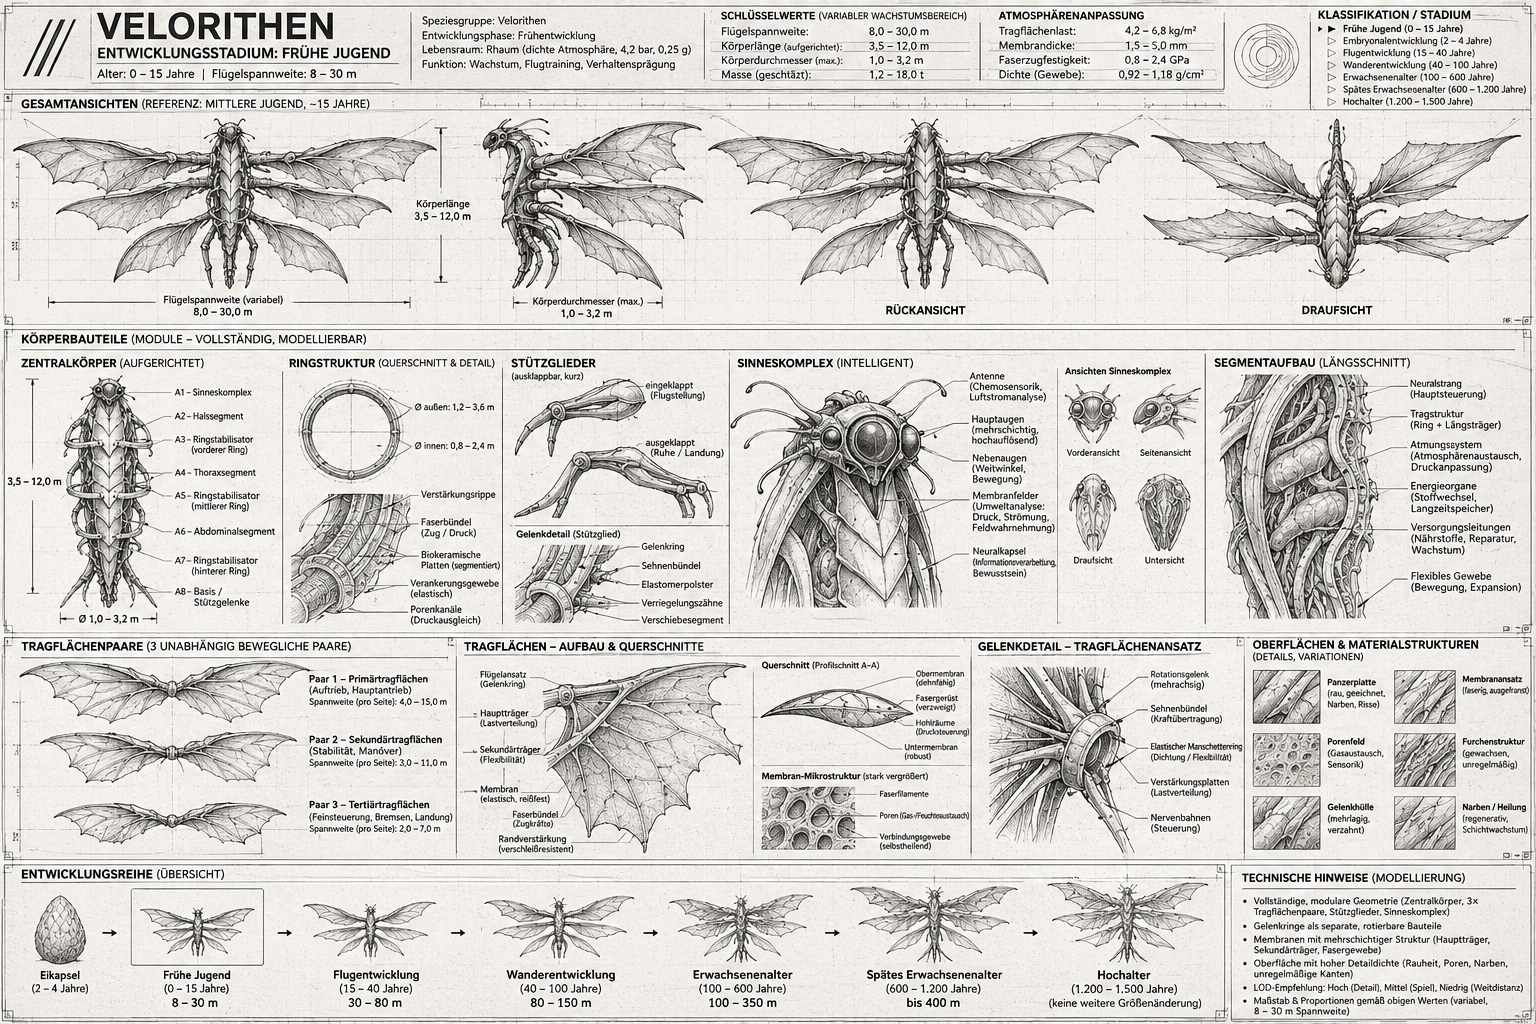 VELORITHEN
ENTWICKLUNGSSTADIUM: FRÜHE JUGEND
Alter: 0 – 15 Jahre | Flügelspannweite: 8 – 30 m
Speziesgruppe: Velorithen
Entwicklungsphase: Frühentwicklung
Lebensraum: Rhaum (dichte Atmosphäre, 4,2 bar, 0,25 g)
Funktion: Wachstum, Flugtraining, Verhaltensprägung
SCHLÜSSELWERTE (VARIABLER WACHSTUMSBEREICH)
Flügelspannweite: 8,0 – 30,0 m
Körperlänge (aufgerichtet): 3,5 – 12,0 m
Körperdurchmesser (max.): 1,0 – 3,2 m
Masse (geschätzt): 1,2 – 18,0 t
ATMOSPHÄRENANPASSUNG
Tragflächenlast: 4,2 – 6,8 kg/m²
Membrandicke: 1,5 – 5,0 mm
Faserzugfestigkeit: 0,8 – 2,4 GPa
Dichte (Gewebe): 0,92 – 1,18 g/cm³
KLASSIFIKATION / STADIUM
Frühe Jugend (0 – 15 Jahre)
Embryonalentwicklung (2 – 4 Jahre)
Flugentwicklung (15 – 40 Jahre)
Wanderentwicklung (40 – 100 Jahre)
Erwachsenenalter (100 – 600 Jahre)
Spätes Erwachsenenalter (600 – 1.200 Jahre)
Hochalter (1.200 – 1.500 Jahre)
GESAMTANSICHTEN (REFERENZ: MITTLERE JUGEND, ~15 JAHRE)
Körperlänge
3,5 – 12,0 m
Flügelspannweite (variabel)
8,0 – 30,0 m
Körperdurchmesser (max.)
1,0 – 3,2 m
RÜCKANSICHT
DRAUFSICHT
KÖRPERBAUTEILE (MODULE – VOLLSTÄNDIG, MODELLIERBAR)
ZENTRALKÖRPER (AUFGERICHTET)
3,5 – 12,0 m
A1 – Sinneskomplex
A2 – Halssegment
A3 – Ringstabilisator
(vorderer Ring)
A4 – Thoraxsegment
A5 – Ringstabilisator
(mittlerer Ring)
A6 – Abdominalsegment
A7 – Ringstabilisator
(hinterer Ring)
A8 – Basis /
Stützgelenke
Ø 1,0 – 3,2 m
RINGSTRUKTUR (QUERSCHNITT & DETAIL)
Ø außen: 1,2 – 3,6 m
Ø innen: 0,8 – 2,4 m
Verstärkungsrippe
Faserbündel
(Zug / Druck)
Biokeramische
Platten (segmentiert)
Verankerungsgewebe
(elastisch)
Porenkanäle
(Druckausgleich)
STÜTZGLIEDER
(ausklappbar, kurz)
eingeklappt
(Flugstellung)
ausgeklappt
(Ruhe / Landung)
Gelenkdetail (Stützglied)
Gelenkring
Sehnenbündel
Elastomerpolster
Verriegelungszähne
Verschiebesegment
SINNESKOMPLEX (INTELLIGENT)
Antenne
(Chemosensorik,
Luftstromanalyse)
Hauptaugen
(mehrschichtig,
hochauflösend)
Nebenaugen
(Weitwinkel,
Bewegung)
Membranfelder
(Umweltanalyse:
Druck, Strömung,
Feldwahrnehmung)
Neuralkapsel
(Informationsverarbeitung,
Bewusstsein)
Ansichten Sinneskomplex
Vorderansicht
Seitenansicht
Draufsicht
Untersicht
SEGMENTAUFBAU (LÄNGSSCHNITT)
Neuralstrang
(Hauptsteuerung)
Tragstruktur
(Ring + Längsträger)
Atmungssystem
(Atmosphärenaustausch,
Druckanpassung)
Energieorgane
(Stoffwechsel,
Langzeitspeicher)
Versorgungsleitungen
(Nährstoffe, Reparatur,
Wachstum)
Flexibles Gewebe
(Bewegung, Expansion)
TRAGFLÄCHENPAARE (3 UNABHÄNGIG BEWEGLICHE PAARE)
Paar 1 – Primärtragflächen
(Auftrieb, Hauptantrieb)
Spannweite (pro Seite): 4,0 – 15,0 m
Paar 2 – Sekundärtragflächen
(Stabilität, Manöver)
Spannweite (pro Seite): 3,0 – 11,0 m
Paar 3 – Tertiärtragflächen
(Feinsteuerung, Bremsen, Landung)
Spannweite (pro Seite): 2,0 – 7,0 m
TRAGFLÄCHEN – AUFBAU & QUERSCHNITTE
Flügelansatz
(Gelenkring)
Hauptträger
(Lastverteilung)
Sekundärträger
(Flexibilität)
Membran
(elastisch, reißfest)
Faserbündel
(Zugkräfte)
Randverstärkung
(verschleißresistent)
Querschnitt (Profilschnitt A–A)
Obermembran
(dehnfähig)
Fasergerüst
(verzweigt)
Hohlräume
(Drucksteuerung)
Untermembran
(robust)
Membran-Mikrostruktur (stark vergrößert)
Faserfilamente
Poren (Gas-/Feuchteaustausch)
Verbindungsgewebe
(selbstheilend)
GELENKDETAIL – TRAGFLÄCHENANSATZ
Rotationsgelenk
(mehrachsig)
Sehnenbündel
(Kraftübertragung)
Elastischer Manschettenring
(Dichtung / Flexibilität)
Verstärkungsplatten
(Lastverteilung)
Nervenbahnen
(Steuerung)
OBERFLÄCHEN & MATERIALSTRUKTUREN
(DETAILS, VARIATIONEN)
Panzerplatte
(rau, geeichnet,
Narben, Risse)
Membranansatz
(faserig, ausgefranst)
Porenfeld
(Gasaustausch,
Sensorik)
Furchenstruktur
(gewachsen,
unregelmäßig)
Gelenkhülle
(mehrlagig,
verzahnt)
Narben / Heilung
(regenerativ,
Schichtwachstum)
ENTWICKLUNGSREIHE (ÜBERSICHT)
Eikapsel
(2 – 4 Jahre)
Frühe Jugend
(0 – 15 Jahre)
8 – 30 m
Flugentwicklung
(15 – 40 Jahre)
30 – 80 m
Wanderentwicklung
(40 – 100 Jahre)
80 – 150 m
Erwachsenenalter
(100 – 600 Jahre)
100 – 350 m
Spätes Erwachsenenalter
(600 – 1.200 Jahre)
bis 400 m
Hochalter
(1.200 – 1.500 Jahre)
(keine weitere Größenänderung)
TECHNISCHE HINWEISE (MODELLIERUNG)
• Vollständige, modulare Geometrie (Zentralkörper, 3×
Tragflächenpaare, Stützglieder, Sinneskomplex)
• Gelenkringe als separate, rotierbare Bauteile
• Membranen mit mehrschichtiger Struktur (Hauptträger,
Sekundärträger, Fasergewebe)
• Oberfläche mit hoher Detaildichte (Rauheit, Poren, Narben,
unregelmäßige Kanten)
• LOD-Empfehlung: Hoch (Detail), Mittel (Spiel), Niedrig (Weitdistanz)
• Maßstab & Proportionen gemäß obigen Werten (variabel,
8 – 30 m Spannweite)